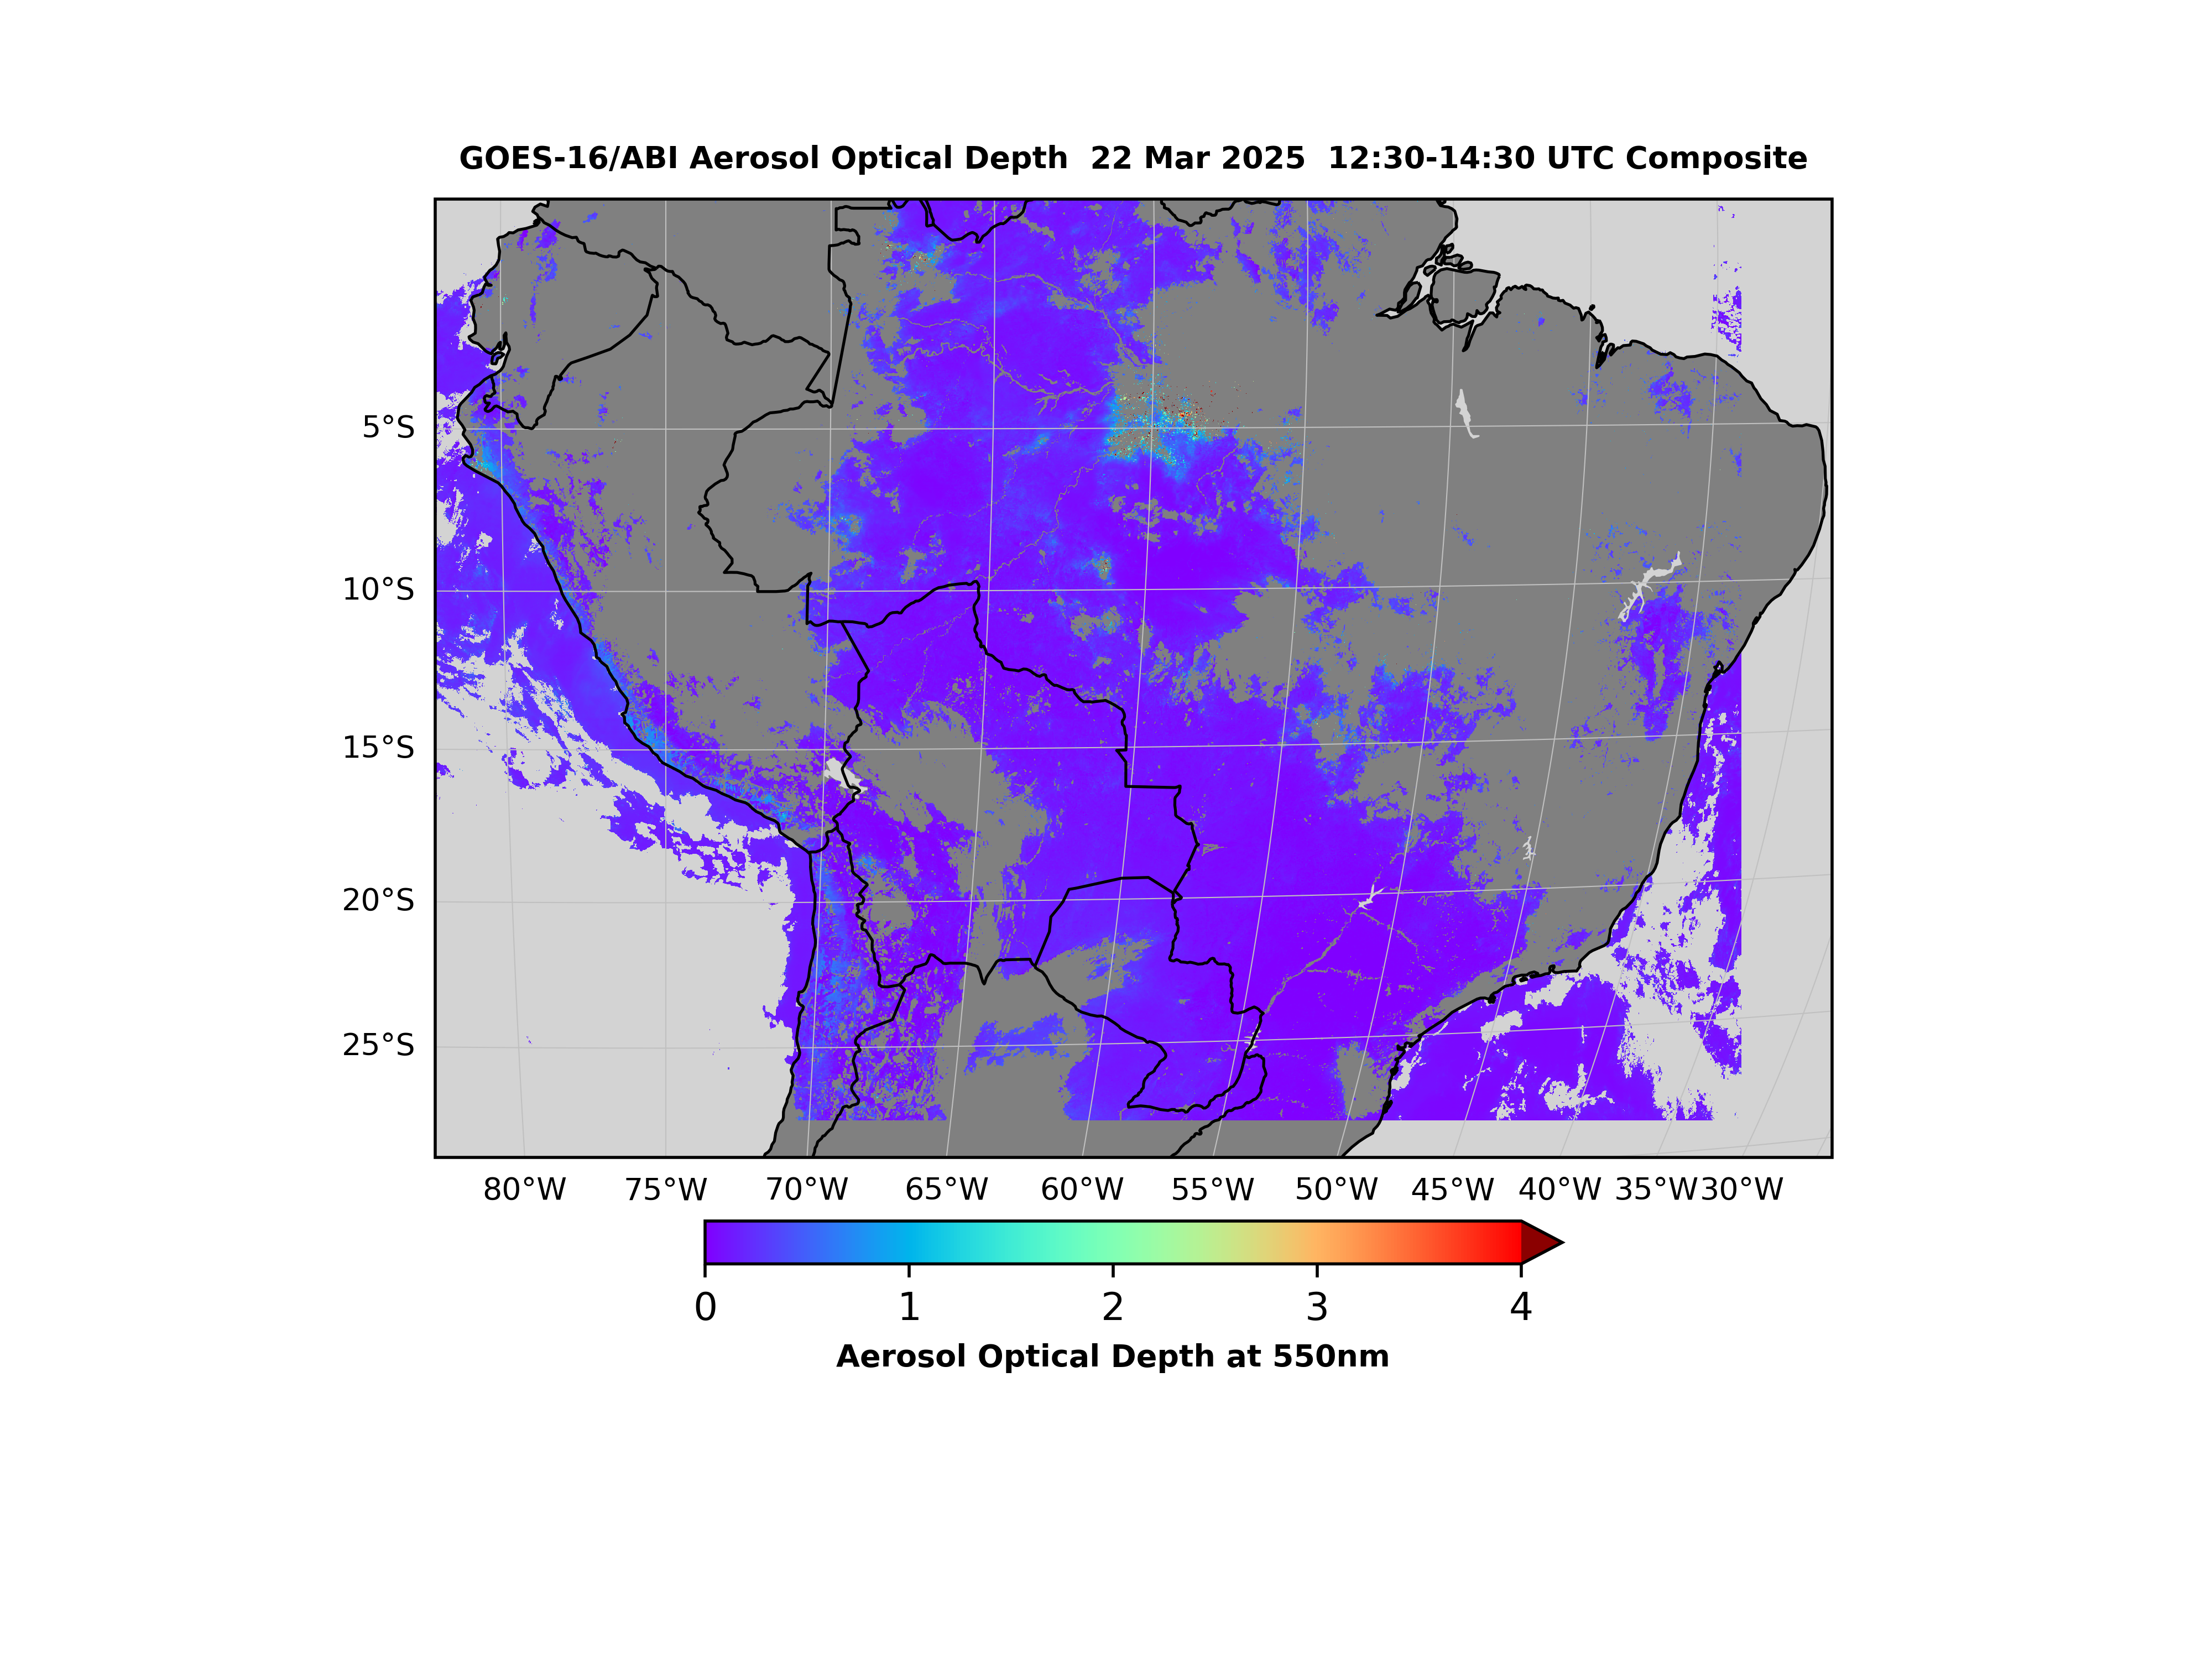 GOES-16/ABI Aerosol Optical Depth  22 Mar 2025  12:30-14:30 UTC Composite
5°S
10°S
15°S
20°S
25°S
80°W 75°W 70°W 65°W 60°W 55°W 50°W 45°W 40°W 35°W 30°W
0 1 2 3 4
Aerosol Optical Depth at 550nm